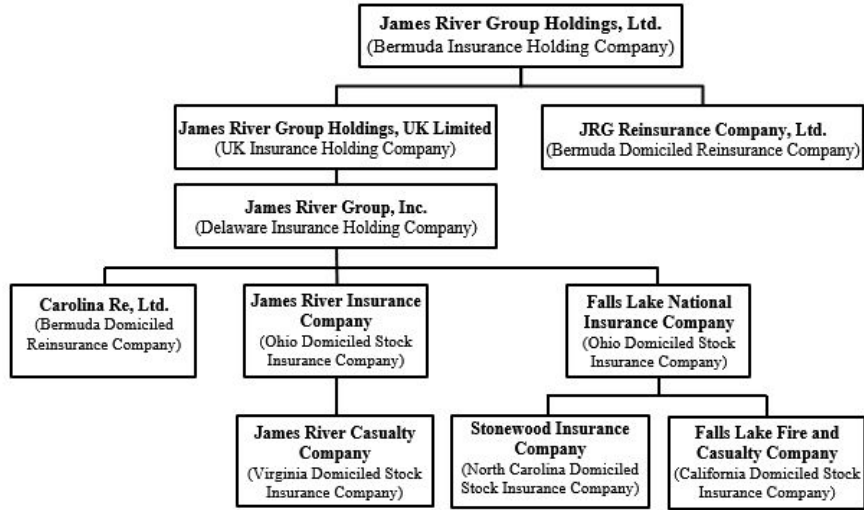 James River Group Holdings, Ltd.
(Bermuda Insurance Holding Company)
James River Group Holdings, UK Limited
(UK Insurance Holding Company)
JRG Reinsurance Company, Ltd.
(Bermuda Domiciled Reinsurance Company)
James River Group, Inc.
(Delaware Insurance Holding Company)
Carolina Re, Ltd.
(Bermuda Domiciled
Reinsurance Company)
James River Insurance
Company
(Ohio Domiciled Stock
Insurance Company)
Falls Lake National
Insurance Company
(Ohio Domiciled Stock
Insurance Company)
James River Casualty
Company
(Virginia Domiciled Stock
Insurance Company)
Stonewood Insurance
Company
(North Carolina Domiciled
Stock Insurance Company)
Falls Lake Fire and
Casualty Company
(California Domiciled Stock
Insurance Company)